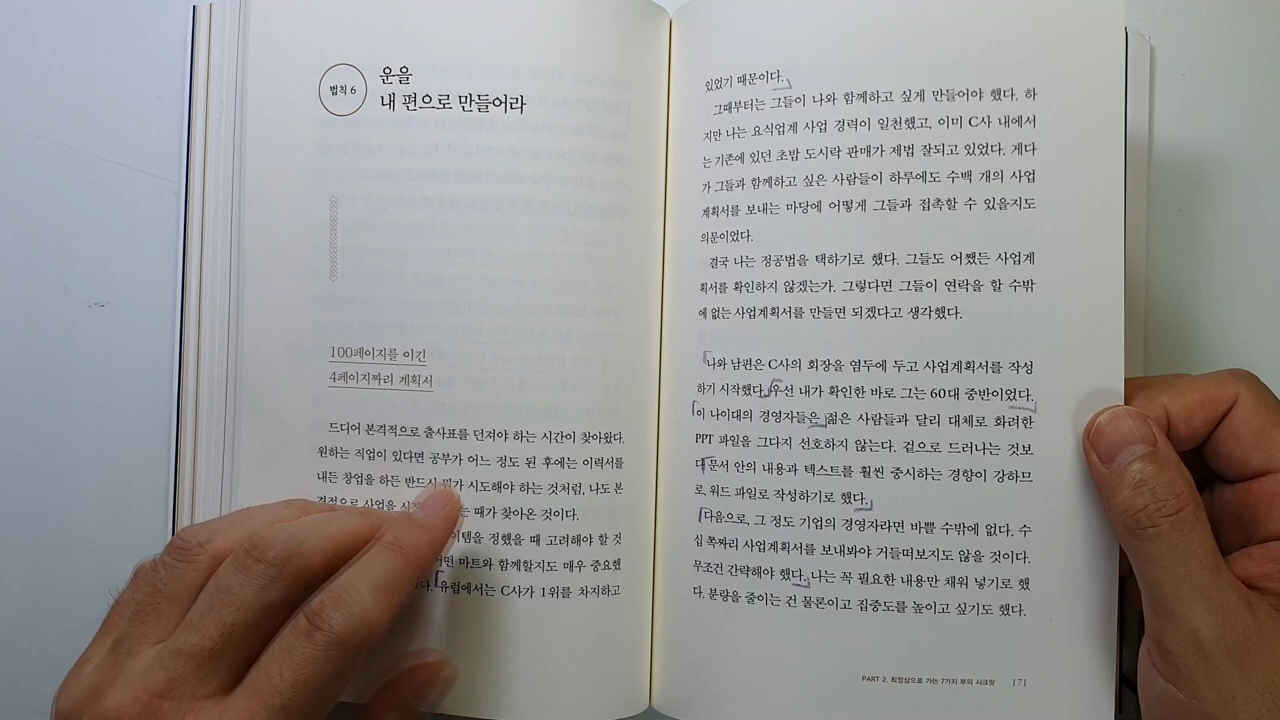 법칙 6
운을
내 편으로 만들어라
100페이지를 이긴
4페이지짜리 계획서
드디어 본격적으로 출사표를 던져야 하는 시간이 찾아왔다.
원하는 직업이 있다면 공부가 어느 정도 된 후에는 이력서를
내든 창업을 하든 반드시 뭔가 시도해야 하는 것처럼, 나도 본
격적으로 사업을 시 는 때가 찾아온 것이다.
이템을 정했을 때 고려해야 할 것
떤 마트와 함께할지도 매우 중요했
다. 유럽에서는 C사가 1위를 차지하고
있었기 때문이다.
그때부터는 그들이 나와 함께하고 싶게 만들어야 했다. 하
지만 나는 요식업계 사업 경력이 일천했고, 이미 C사 내에서
는 기존에 있던 초밥 도시락 판매가 제법 잘되고 있었다. 게다
가 그들과 함께하고 싶은 사람들이 하루에도 수백 개의 사업
계획서를 보내는 마당에 어떻게 그들과 접촉할 수 있을지도
의문이었다.
결국 나는 정공법을 택하기로 했다. 그들도 어쨌든 사업계
획서를 확인하지 않겠는가. 그렇다면 그들이 연락을 할 수밖
에 없는 사업계획서를 만들면 되겠다고 생각했다.
나와 남편은 C사의 회장을 염두에 두고 사업계획서를 작성
하기 시작했다. 우선 내가 확인한 바로 그는 60대 중반이었다.
이 나이대의 경영자들은 젊은 사람들과 달리 대체로 화려한
PPT 파일을 그다지 선호하지 않는다. 겉으로 드러나는 것보
다 문서 안의 내용과 텍스트를 훨씬 중시하는 경향이 강하므
로, 워드 파일로 작성하기로 했다.
다음으로, 그 정도 기업의 경영자라면 바쁠 수밖에 없다. 수
십 쪽짜리 사업계획서를 보내봐야 거들떠보지도 않을 것이다.
무조건 간략해야 했다. 나는 꼭 필요한 내용만 채워 넣기로 했
다. 분량을 줄이는 건 물론이고 집중도를 높이고 싶기도 했다.
PART 2. 최정상으로 가는 7가지 부의 시크릿 171